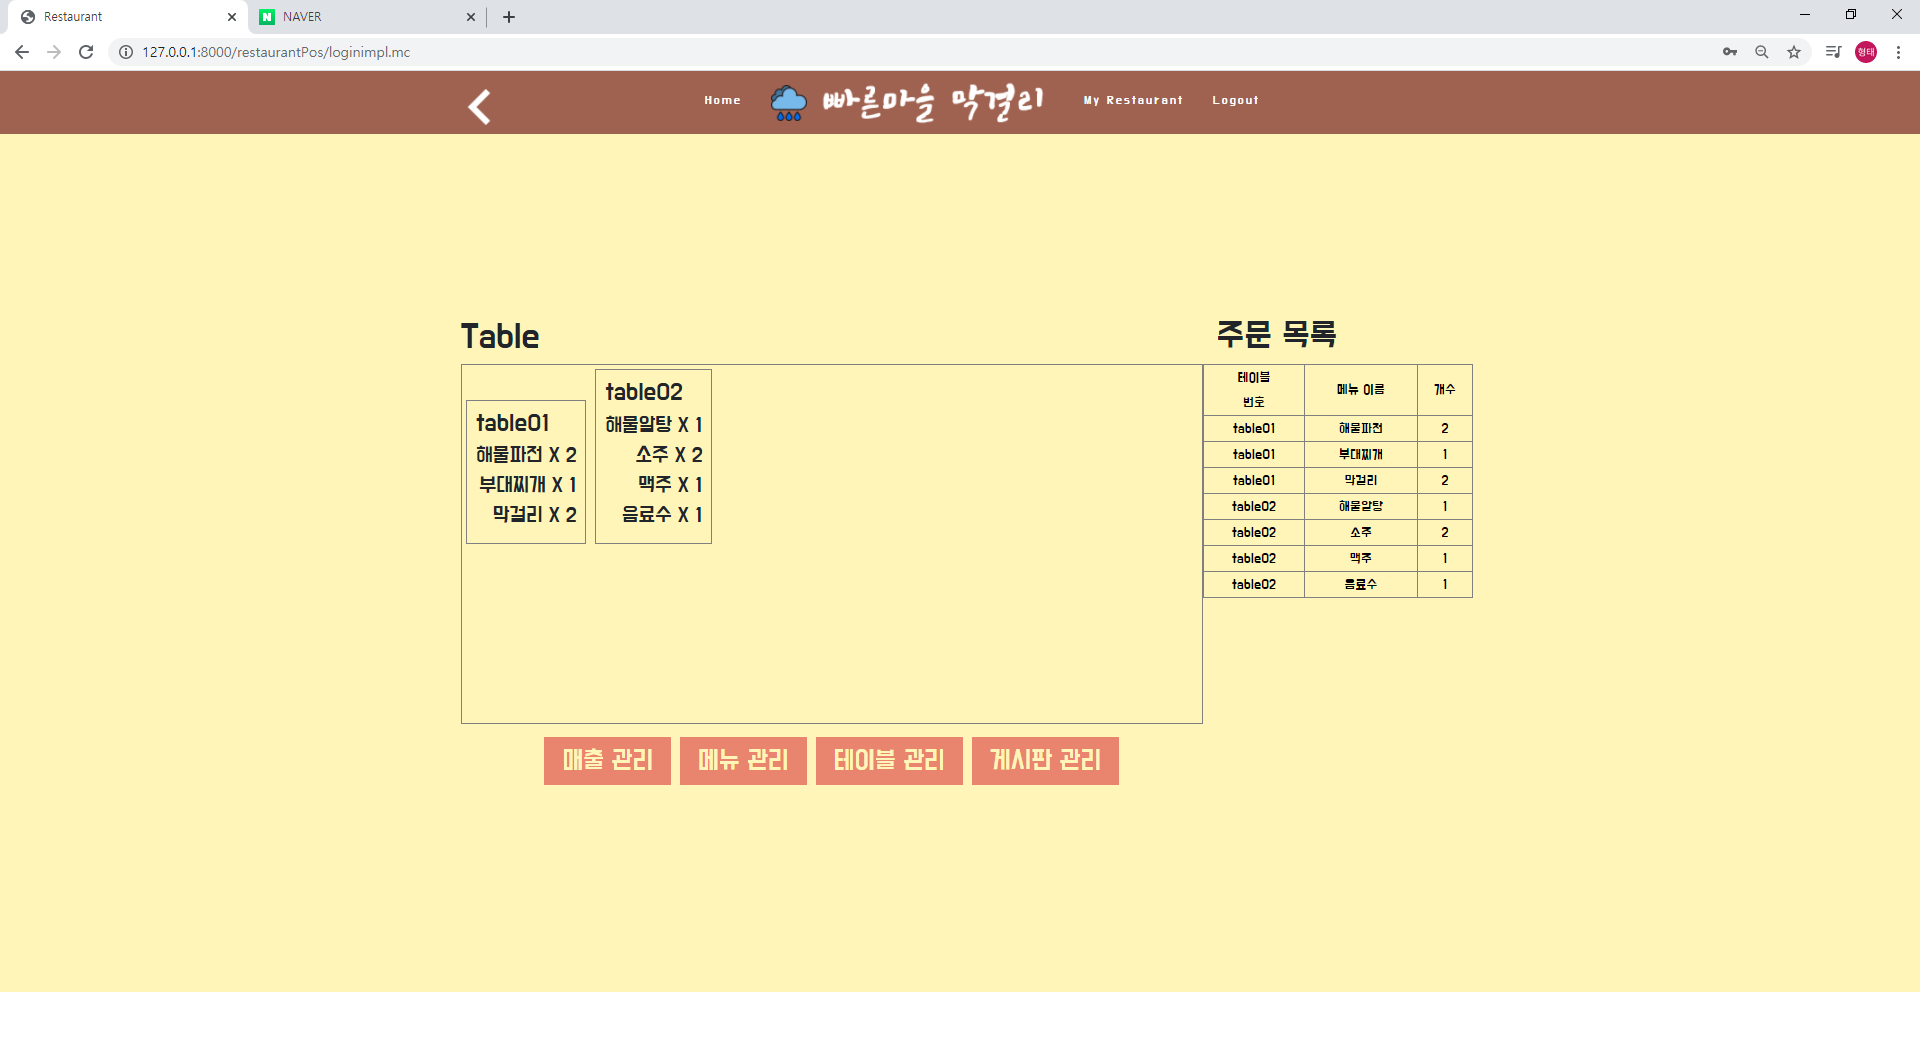 Restaurant
NAVER
127.0.0.1:8000/restaurantPos/loginimpl.mc
형태
Home
빠른마을 막걸리
My Restaurant
Logout
Table
주문 목록
table01
해물파전 X 2
부대찌개 X 1
막걸리 X 2
table02
해물알탕 X 1
소주 X 2
맥주 X 1
음료수 X 1
테이블
번호
메뉴 이름
개수
table01 해물파전 2
table01 부대찌개 1
table01 막걸리 2
table02 해물알탕 1
table02 소주 2
table02 맥주 1
table02 음료수 1
매출 관리
메뉴 관리
테이블 관리
게시판 관리